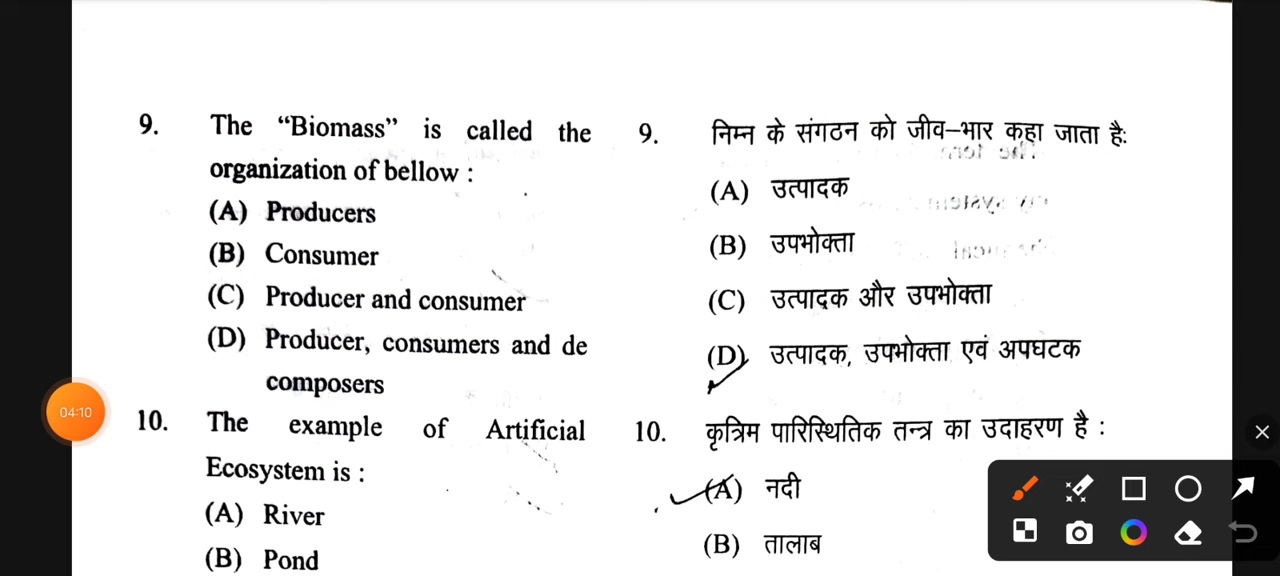 9. The “Biomass” is called the
organization of bellow :
(A) Producers
(B) Consumer
(C) Producer and consumer
(D) Producer, consumers and de
composers
10. The example of Artificial
Ecosystem is :
(A) River
(B) Pond
9. निम्न के संगठन को जीव–भार कहा जाता है:
(A) उत्पादक
(B) उपभोक्ता
(C) उत्पादक और उपभोक्ता
(D) उत्पादक, उपभोक्ता एवं अपघटक
10. कृत्रिम पारिस्थितिक तन्त्र का उदाहरण है :
(A) नदी
(B) तालाब
04:10